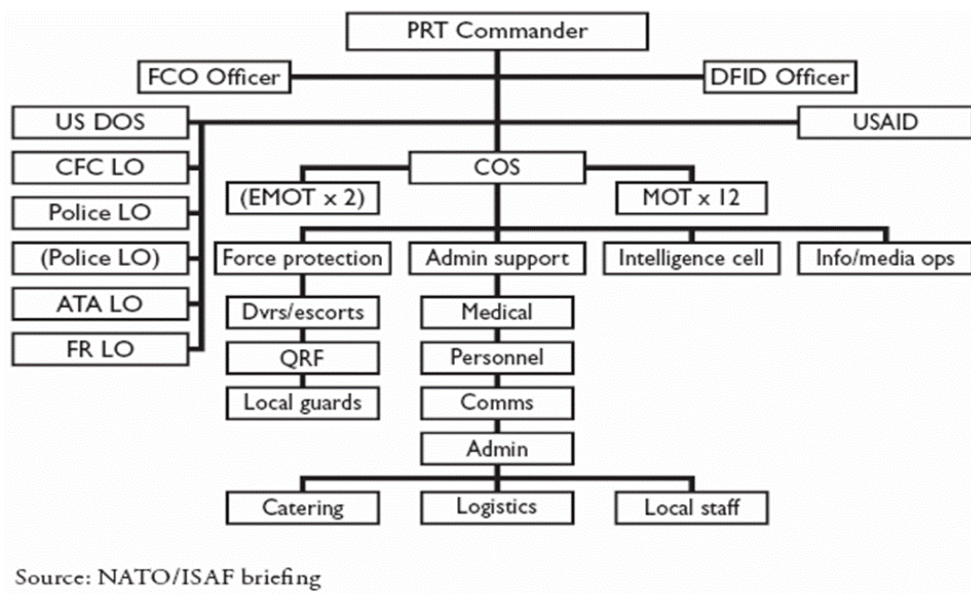 PRT Commander
FCO Officer
DFID Officer
US DOS
USAID
CFC LO
COS
Police LO
(EMOT x 2)
MOT x 12
(Police LO)
Force protection
Admin support
Intelligence cell
Info/media ops
ATA LO
Dvrs/escorts
Medical
FR LO
QRF
Personnel
Local guards
Comms
Admin
Catering
Logistics
Local staff
Source: NATO/ISAF briefing